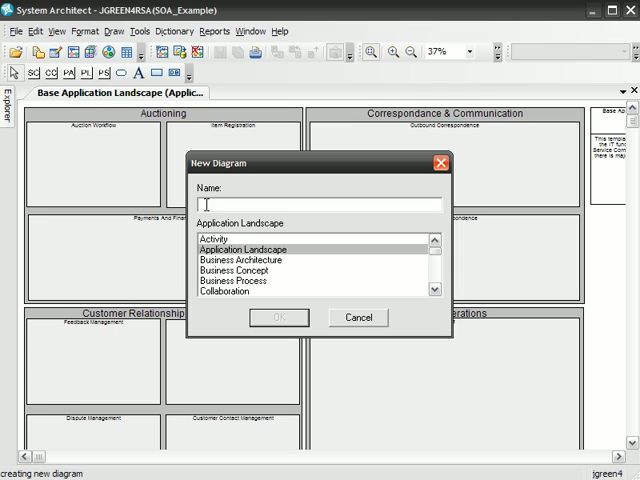 System Architect - JGREEN4RSA(SOA_Example)
File Edit View Format Draw Tools Dictionary Reports Window Help
37%
SC CC PA PL PS A
Base Application Landscape (Applic...
Explorer
Auctioning
Correspondance & Communication
Auction Workflow
Item Registration
Outbound Correspondence
Base Ap
This templa
the IT fun
Service Com
there is maj
Payments And Finan
pondence
New Diagram
Name:
Application Landscape
Activity
Application Landscape
Business Architecture
Business Concept
Business Process
Collaboration
OK
Cancel
Customer Relationship
erations
Feedback Management
Dispute Management
Customer Contact Management
creating new diagram
jgreen4